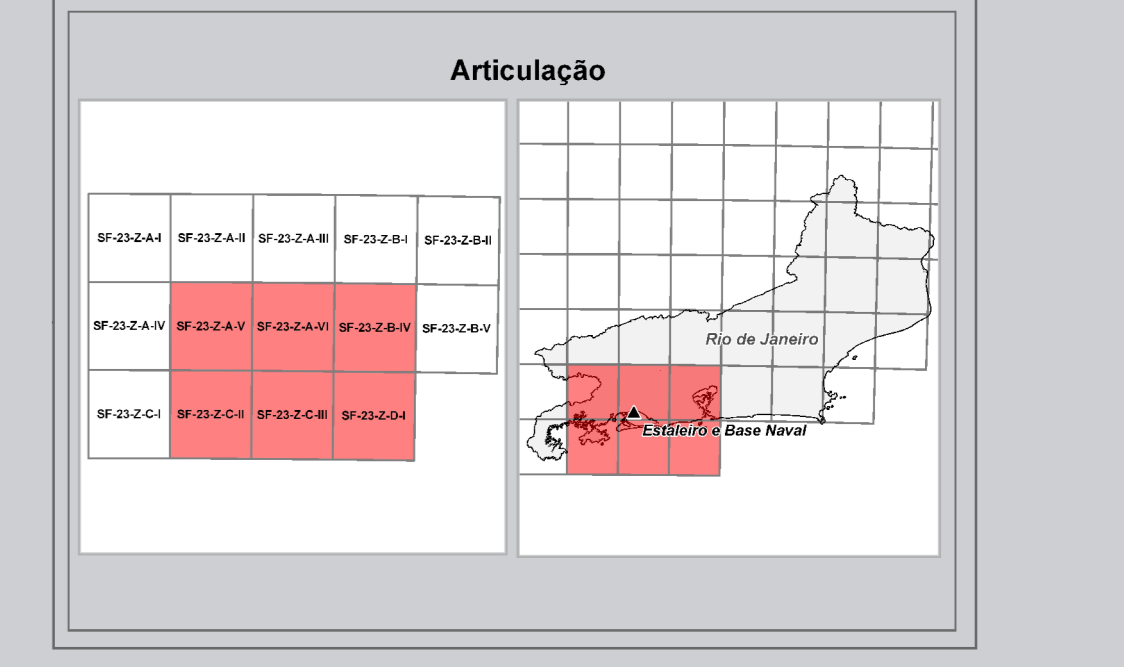 Articulação
SF-23-Z-A-I SF-23-Z-A-II SF-23-Z-A-III SF-23-Z-B-I SF-23-Z-B-II
SF-23-Z-A-IV SF-23-Z-A-V SF-23-Z-A-VI SF-23-Z-B-IV SF-23-Z-B-V
SF-23-Z-C-I SF-23-Z-C-II SF-23-Z-C-III SF-23-Z-D-I
Rio de Janeiro
Estaleiro e Base Naval